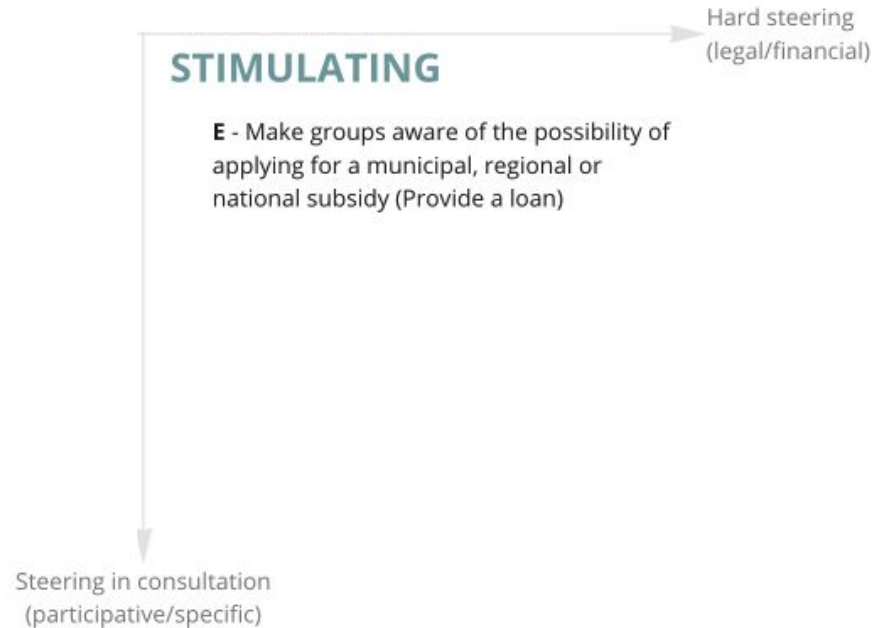 Hard steering
(legal/financial)
STIMULATING
E - Make groups aware of the possibility of
applying for a municipal, regional or
national subsidy (Provide a loan)
Steering in consultation
(participative/specific)